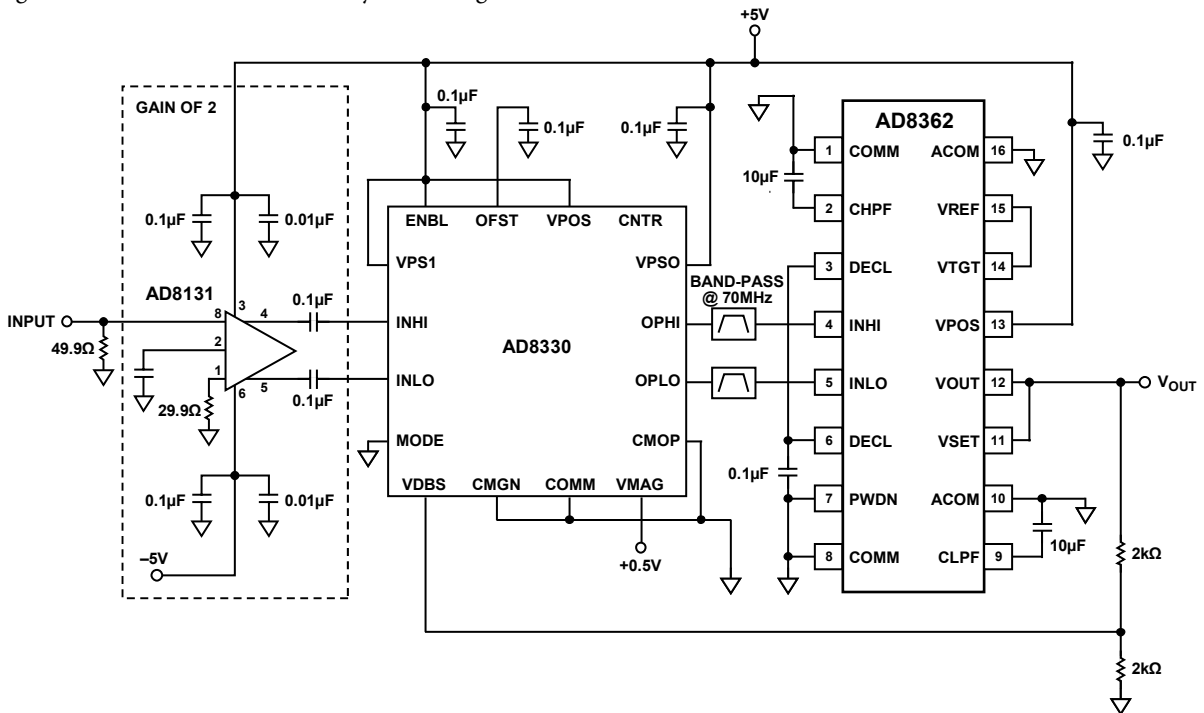 +5V
GAIN OF 2
0.1µF
0.1µF
0.1µF
0.1µF
AD8362
1 COMM
ACOM 16
10µF
2 CHPF
VREF 15
3 DECL
VTGT 14
4 INHI
VPOS 13
5 INLO
VOUT 12
6 DECL
VSET 11
7 PWDN
ACOM 10
8 COMM
CLPF 9
0.1µF
10µF
0.1µF
0.01µF
ENBL
OFST
VPOS
CNTR
VPS1
VPSO
BAND-PASS
@ 70MHz
AD8131
0.1µF
INPUT
8
3
4
INHI
OPHI
49.9Ω
2
AD8330
1
6
5
INLO
OPLO
29.9Ω
0.1µF
VOUT
MODE
CMOP
0.1µF
0.01µF
VDBS
CMGN
COMM
VMAG
–5V
+0.5V
2kΩ
2kΩ